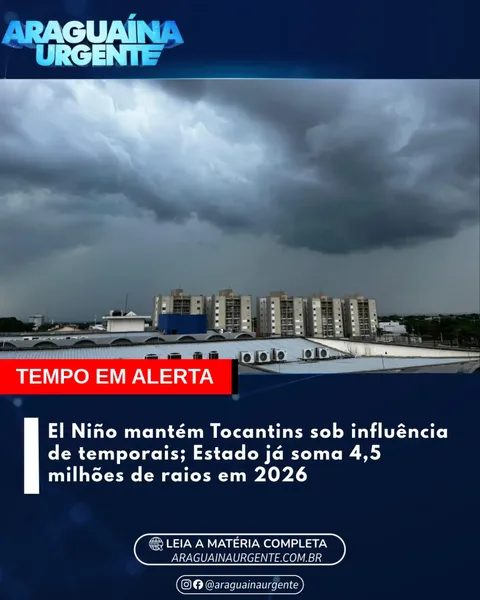 ARAGUAÍNA
URGENTE
TEMPO EM ALERTA
El Niño mantém Tocantins sob influência
de temporais; Estado já soma 4,5
milhões de raios em 2026
LEIA A MATÉRIA COMPLETA
ARAGUAINAURGENTE.COM.BR
@araguainaurgente